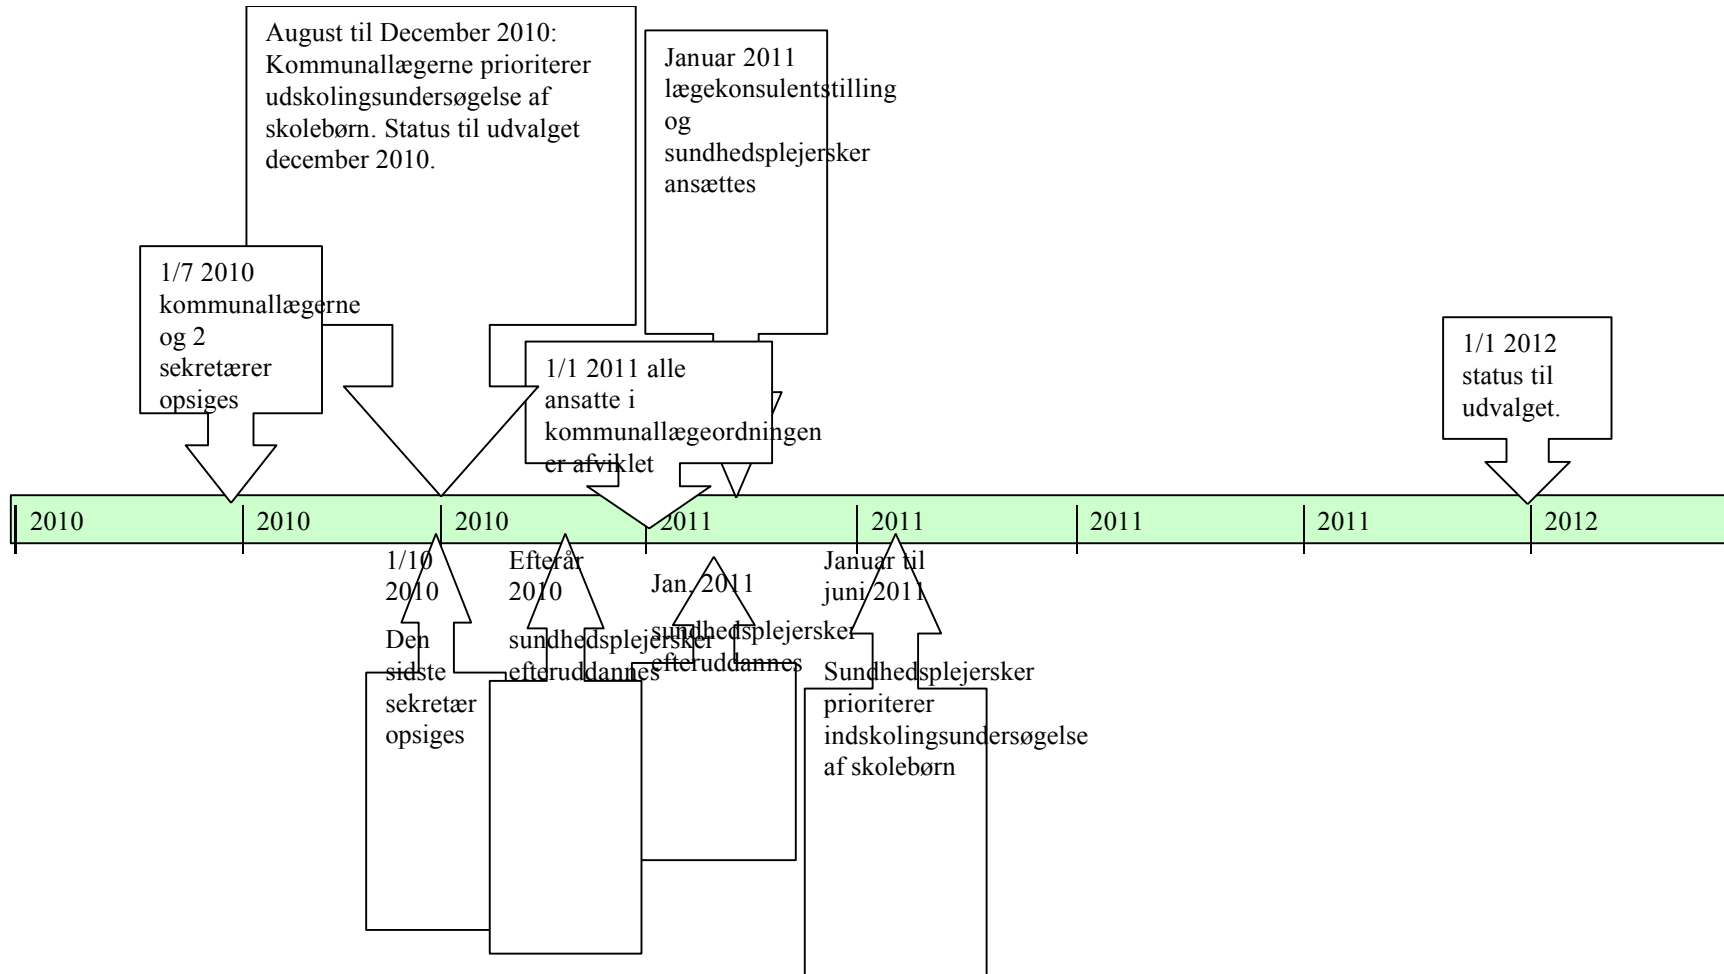 August til December 2010:
Kommunallægerne prioriterer
udskolingsundersøgelse af
skolebørn. Status til udvalget
december 2010.
Januar 2011
lægekonsulentstilling
og
sundhedsplejersker
ansættes
1/7 2010
kommunallægerne
og 2
sekretærer
opsiges
1/1 2011 alle
ansatte i
kommunallægeordningen
er afviklet
1/1 2012
status til
udvalget.
2010
2010
2010
2011
2011
2011
2011
2012
1/10
2010
Den
sidste
sekretær
opsiges
Efterår
2010
sundhedsplejersker
efteruddannes
Jan. 2011
sundhedsplejersker
efteruddannes
Januar til
juni 2011
Sundhedsplejersker
prioriterer
indskolingsundersøgelse
af skolebørn